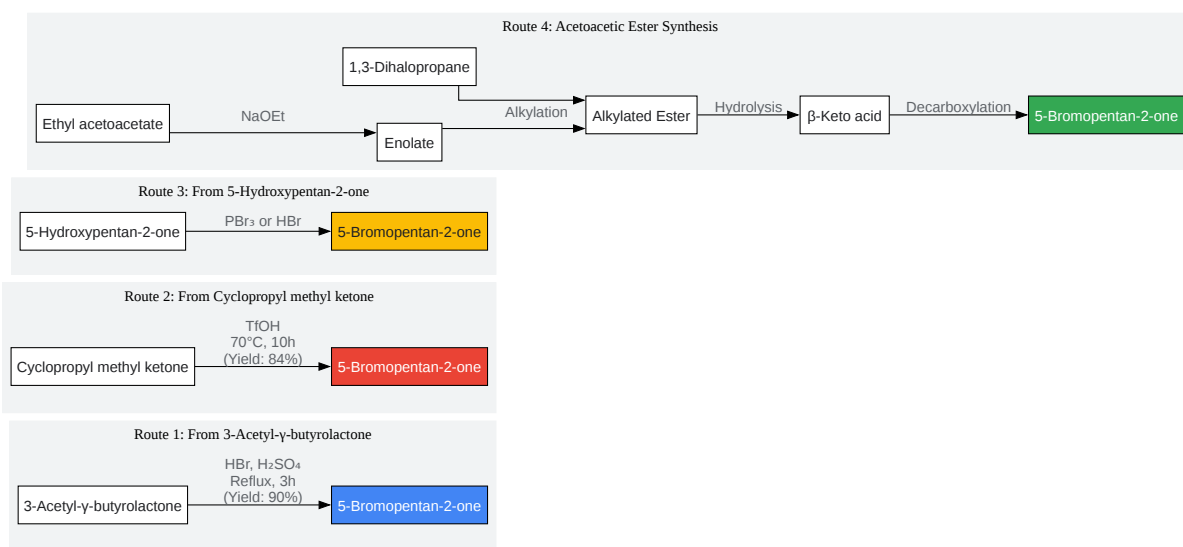 Route 4: Acetoacetic Ester Synthesis
1,3-Dihalopropane
Ethyl acetoacetate
NaOEt
Enolate
Alkylation
Alkylated Ester
Hydrolysis
β-Keto acid
Decarboxylation
5-Bromopentan-2-one
Route 3: From 5-Hydroxypentan-2-one
5-Hydroxypentan-2-one
PBr₃ or HBr
5-Bromopentan-2-one
Route 2: From Cyclopropyl methyl ketone
Cyclopropyl methyl ketone
TfOH
70°C, 10h
(Yield: 84%)
5-Bromopentan-2-one
Route 1: From 3-Acetyl-γ-butyrolactone
3-Acetyl-γ-butyrolactone
HBr, H₂SO₄
Reflux, 3h
(Yield: 90%)
5-Bromopentan-2-one